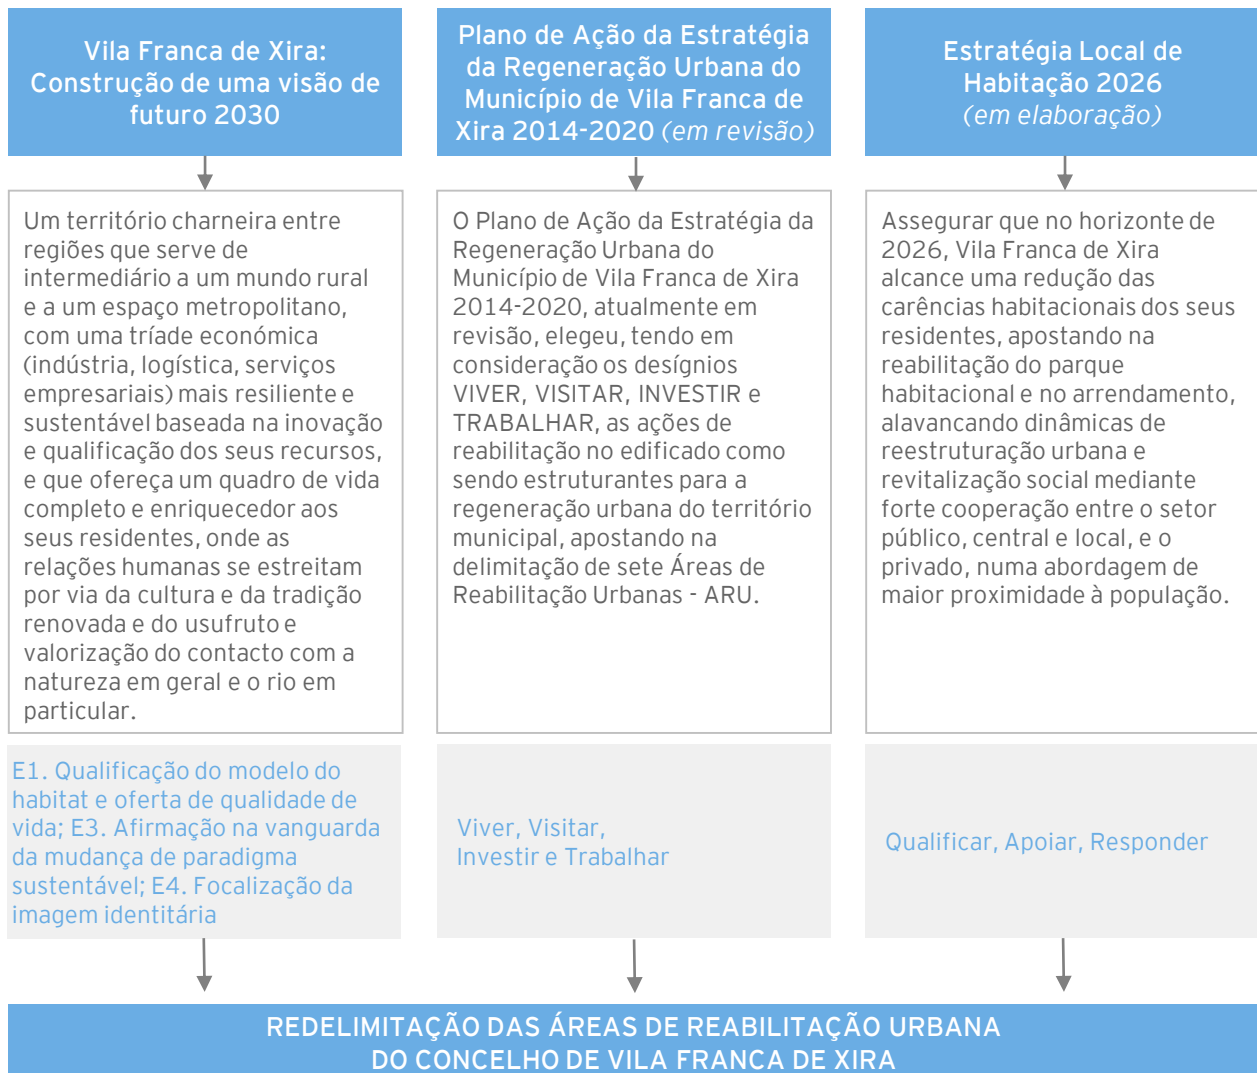 Vila Franca de Xira:
Construção de uma visão de
futuro 2030
Um território charneira entre
regiões que serve de
intermediário a um mundo rural
e a um espaço metropolitano,
com uma tríade económica
(indústria, logística, serviços
empresariais) mais resiliente e
sustentável baseada na inovação
e qualificação dos seus recursos,
e que ofereça um quadro de vida
completo e enriquecedor aos
seus residentes, onde as
relações humanas se estreitam
por via da cultura e da tradição
renovada e do usufruto e
valorização do contacto com a
natureza em geral e o rio em
particular.
E1. Qualificação do modelo do
habitat e oferta de qualidade de
vida; E3. Afirmação na vanguarda
da mudança de paradigma
sustentável; E4. Focalização da
imagem identitária
Plano de Ação da Estratégia
da Regeneração Urbana do
Município de Vila Franca de
Xira 2014-2020 (em revisão)
O Plano de Ação da Estratégia da
Regeneração Urbana do
Município de Vila Franca de Xira
2014-2020, atualmente em
revisão, elegeu, tendo em
consideração os desígnios
VIVER, VISITAR, INVESTIR e
TRABALHAR, as ações de
reabilitação no edificado como
sendo estruturantes para a
regeneração urbana do território
municipal, apostando na
delimitação de sete Áreas de
Reabilitação Urbanas - ARU.
Viver, Visitar,
Investir e Trabalhar
Estratégia Local de
Habitação 2026
(em elaboração)
Assegurar que no horizonte de
2026, Vila Franca de Xira
alcance uma redução das
carências habitacionais dos seus
residentes, apostando na
reabilitação do parque
habitacional e no arrendamento,
alavancando dinâmicas de
reestruturação urbana e
revitalização social mediante
forte cooperação entre o setor
público, central e local, e o
privado, numa abordagem de
maior proximidade à população.
Qualificar, Apoiar, Responder
REDELIMITAÇÃO DAS ÁREAS DE REABILITAÇÃO URBANA
DO CONCELHO DE VILA FRANCA DE XIRA